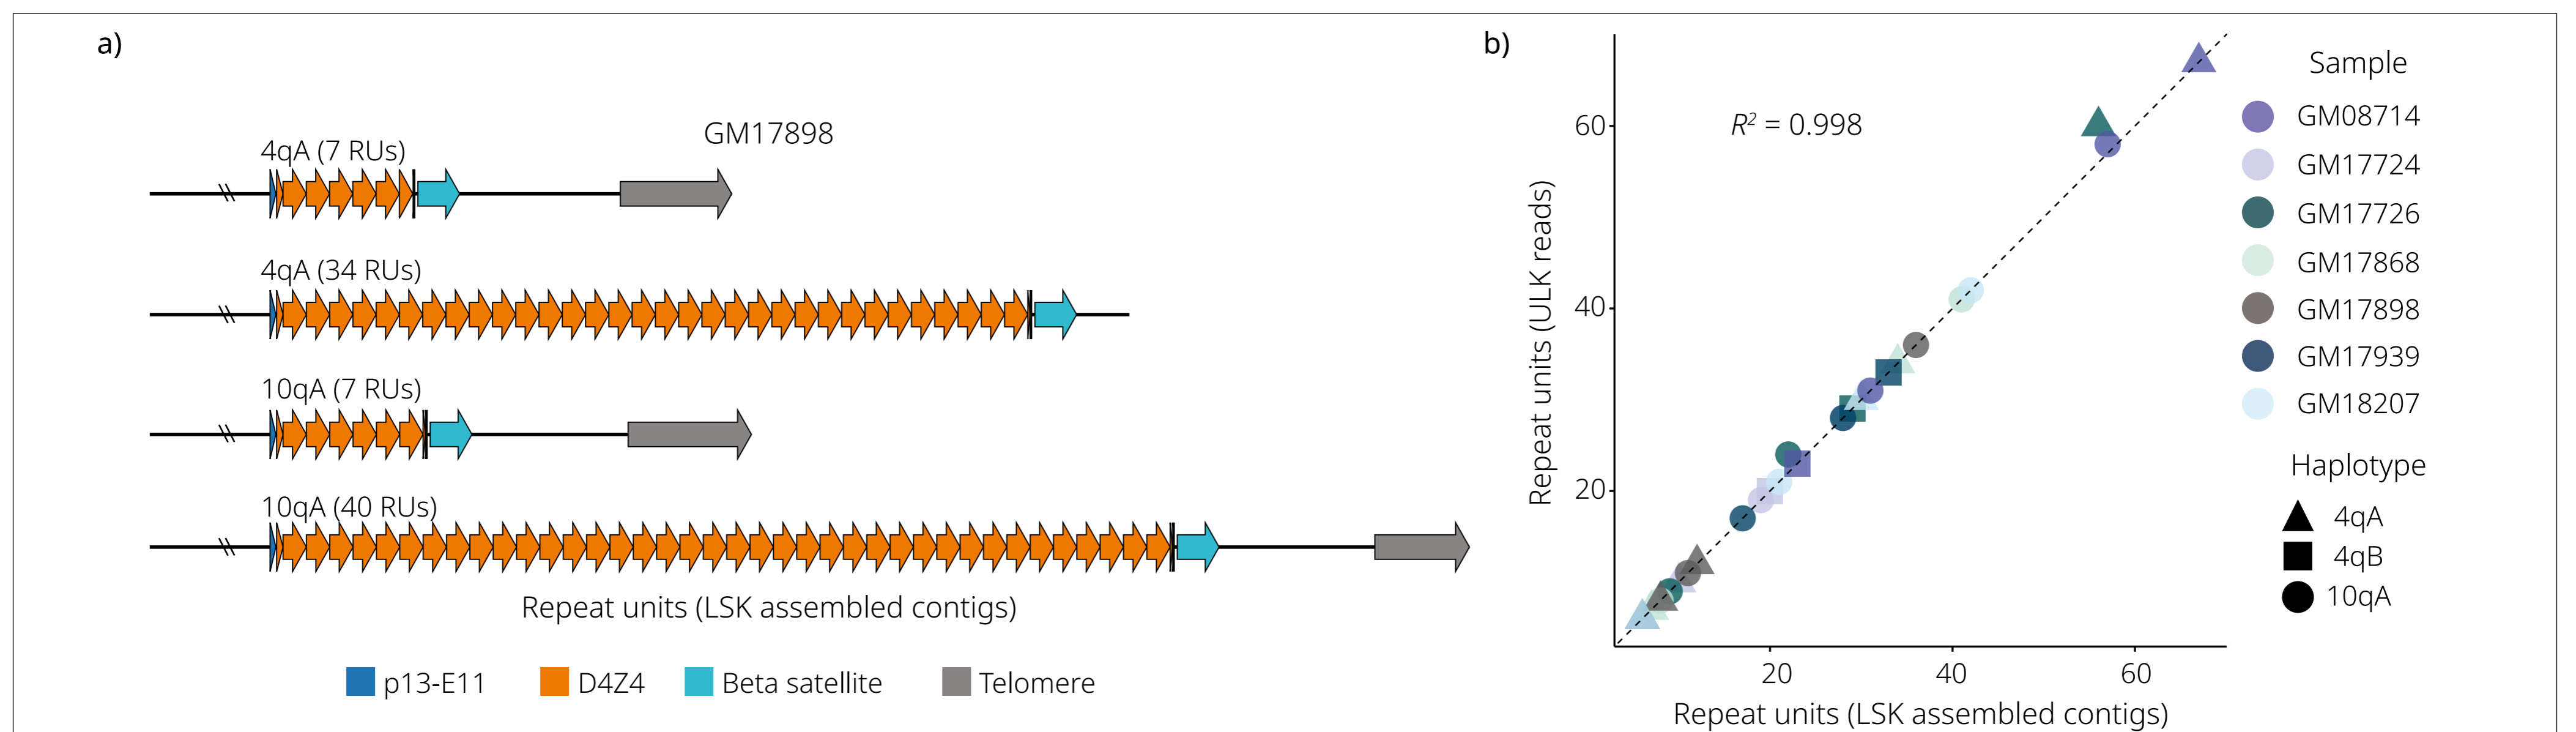 a)
GM17898
4qA (7 RUs)
4qA (34 RUs)
10qA (7 RUs)
10qA (40 RUs)
Repeat units (LSK assembled contigs)
p13-E11 D4Z4 Beta satellite Telomere
b)
R² = 0.998
Repeat units (ULK reads)
60
40
20
20 40 60
Repeat units (LSK assembled contigs)
Sample
GM08714
GM17724
GM17726
GM17868
GM17898
GM17939
GM18207
Haplotype
4qA
4qB
10qA